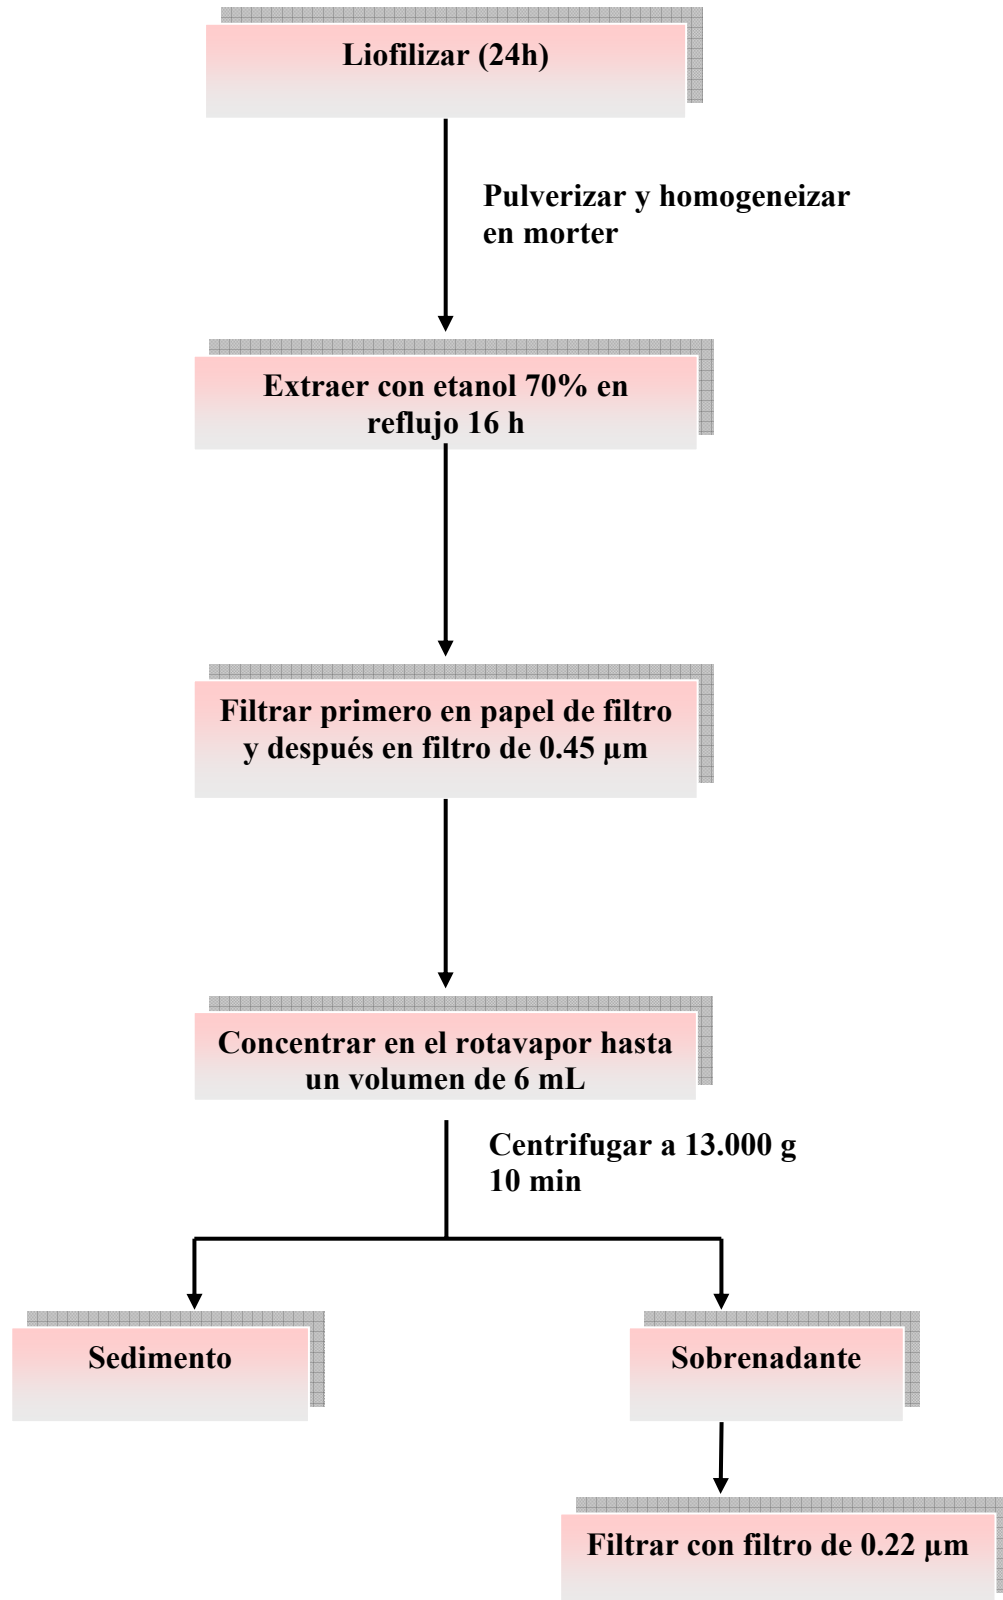 Liofilizar (24h)
Pulverizar y homogeneizar
en morter
Extraer con etanol 70% en
reflujo 16 h
Filtrar primero en papel de filtro
y después en filtro de 0.45 µm
Concentrar en el rotavapor hasta
un volumen de 6 mL
Centrifugar a 13.000 g
10 min
Sedimento
Sobrenadante
Filtrar con filtro de 0.22 µm